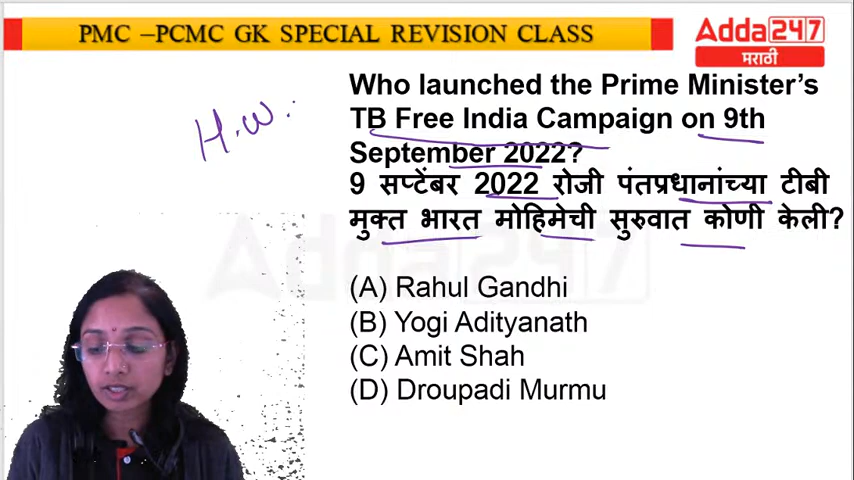 PMC –PCMC GK SPECIAL REVISION CLASS
Adda247
मराठी
H.W.
Who launched the Prime Minister’s
TB Free India Campaign on 9th
September 2022?
9 सप्टेंबर 2022 रोजी पंतप्रधानांच्या टीबी
मुक्त भारत मोहिमेची सुरुवात कोणी केली?
(A) Rahul Gandhi
(B) Yogi Adityanath
(C) Amit Shah
(D) Droupadi Murmu